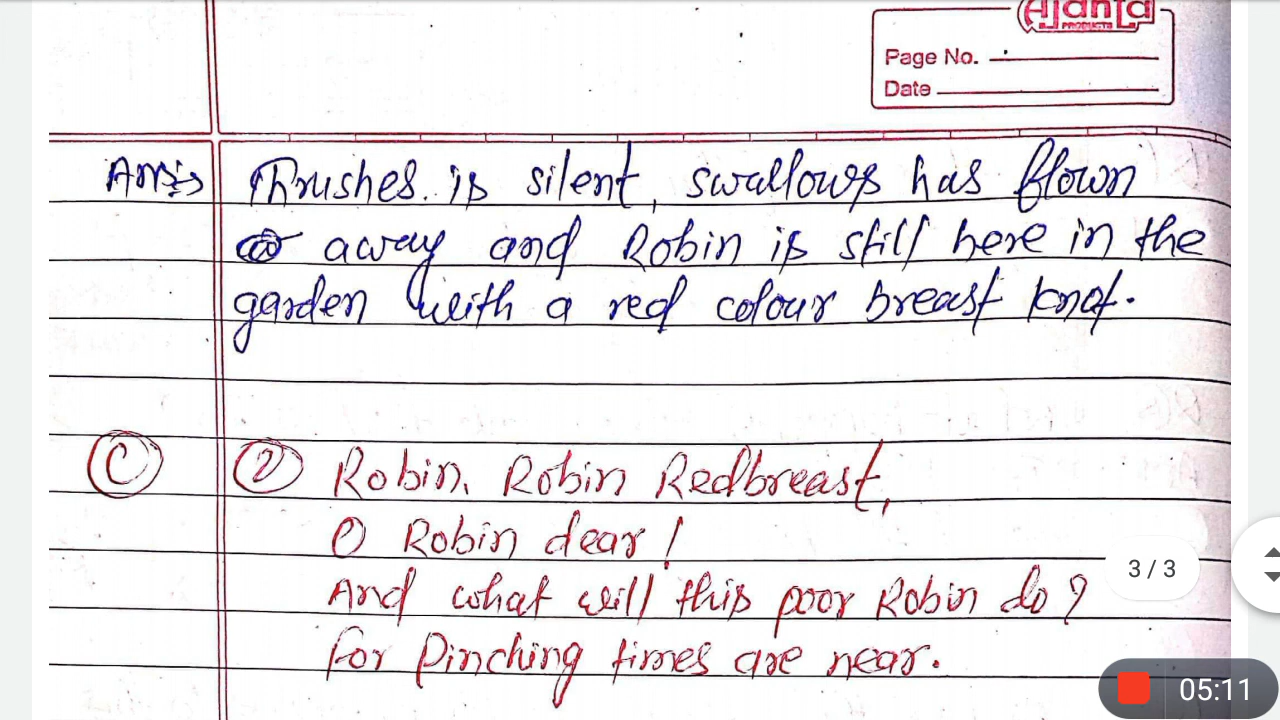 Ajanta
PRODUCTS
Page No.
Date
Ans:→ Thrushes. is silent, swallows has flown
away and Robin is still here in the
garden with a red colour breast knot.
C 2 Robin, Robin Redbreast,
O Robin dear!
And what will this poor Robin do?
For Pinching times are near.
3 / 3
05:11